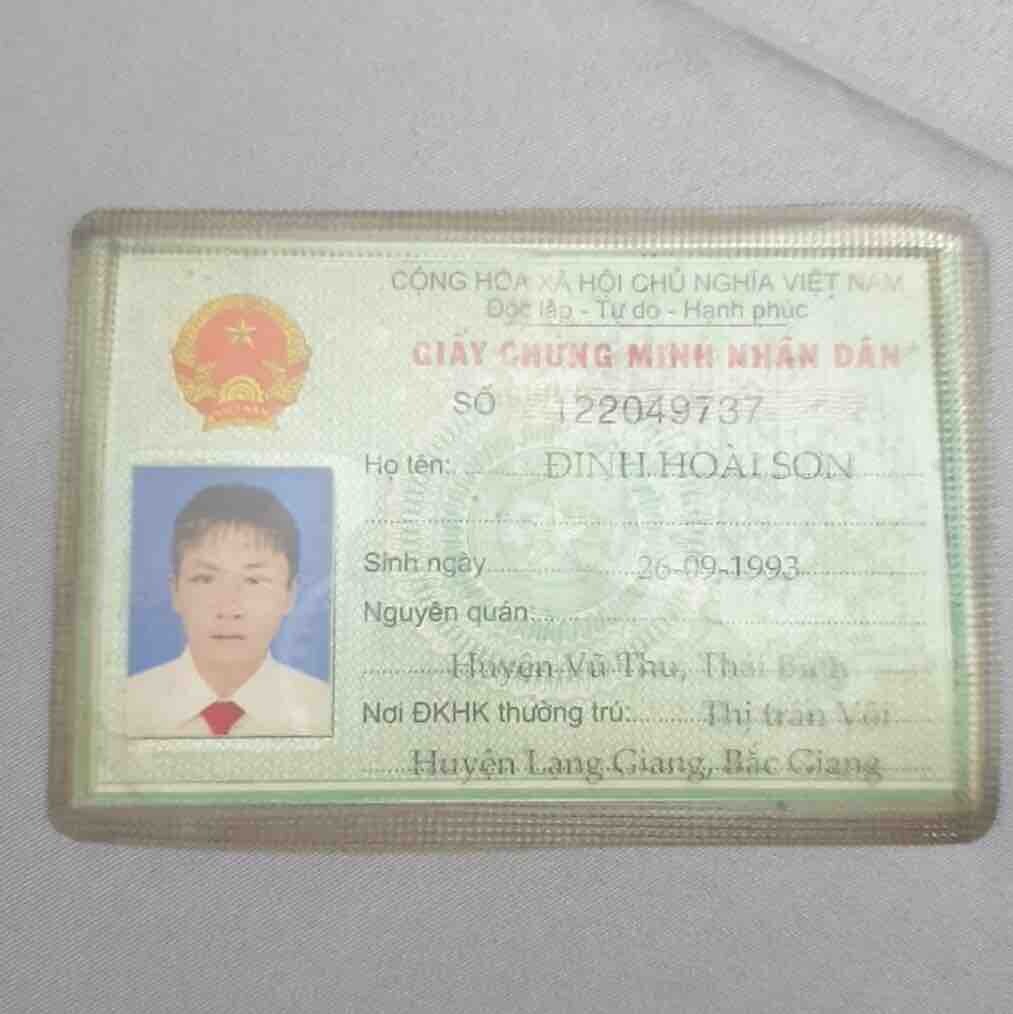 CỘNG HÒA XÃ HỘI CHỦ NGHĨA VIỆT NAM
Độc lập - Tự do - Hạnh phúc
GIẤY CHỨNG MINH NHÂN DÂN
SỐ 122049737
Họ tên: ĐINH HOÀI SƠN
Sinh ngày 26-09-1993
Nguyên quán:
Huyện Vũ Thư, Thái Bình
Nơi ĐKHK thường trú: Thị trấn Vôi
Huyện Lạng Giang, Bắc Giang